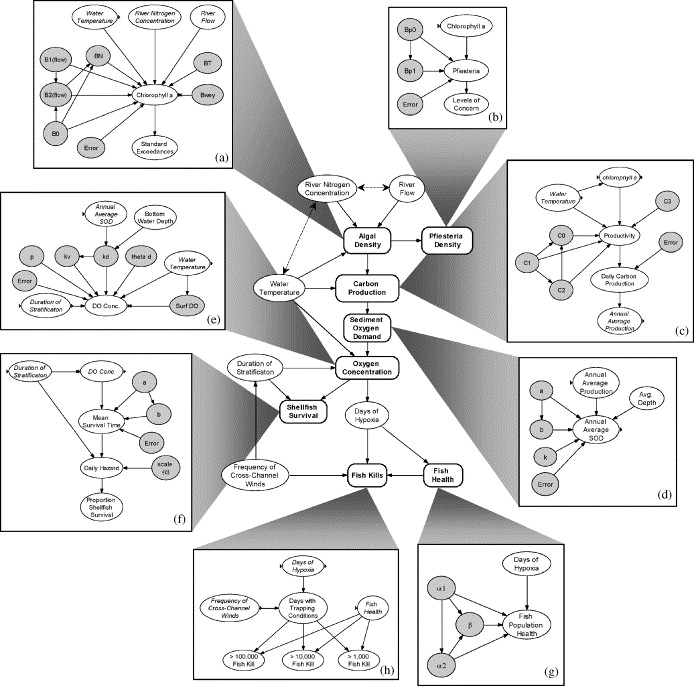 Water
Temperature
River Nitrogen
Concentration
River
Flow
B1(flow)
BN
BT
B2(flow)
Chlorophyll a
Bwey
B0
Error
Standard
Exceedances
(a)
Bp0
Chlorophyll a
Bp1
Pfiesteria
Error
Levels of
Concern
(b)
chlorophyll a
Water
Temperature
C3
C0
Productivity
C1
Error
C2
Daily Carbon
Production
Annual
Average
Production
(c)
River Nitrogen
Concentration
River
Flow
Algal
Density
Pfiesteria
Density
Water
Temperature
Carbon
Production
Sediment
Oxygen
Demand
Duration of
Stratificaton
Oxygen
Concentration
Shellfish
Survival
Days of
Hypoxia
Frequency of
Cross-Channel
Winds
Fish Kills
Fish
Health
Annual
Average
SOD
Bottom
Water Depth
p
kv
kd
theta d
Water
Temperature
Error
Duration of
Stratificaton
DO Conc.
Surf DO
(e)
Duration of
Stratificaton
DO Conc.
a
Mean
Survival Time
b
Error
Daily Hazard
scale
(c)
Proportion
Shellfish
Survival
(f)
Annual
Average
Production
a
Avg.
Depth
b
Annual
Average
SOD
k
Error
(d)
Days of
Hypoxia
Frequency of
Cross-Channel
Winds
Days with
Trapping
Conditions
Fish
Health
> 100,000
Fish Kill
> 10,000
Fish Kill
> 1,000
Fish Kill
(h)
Days of
Hypoxia
α1
β
Fish
Population
Health
α2
(g)